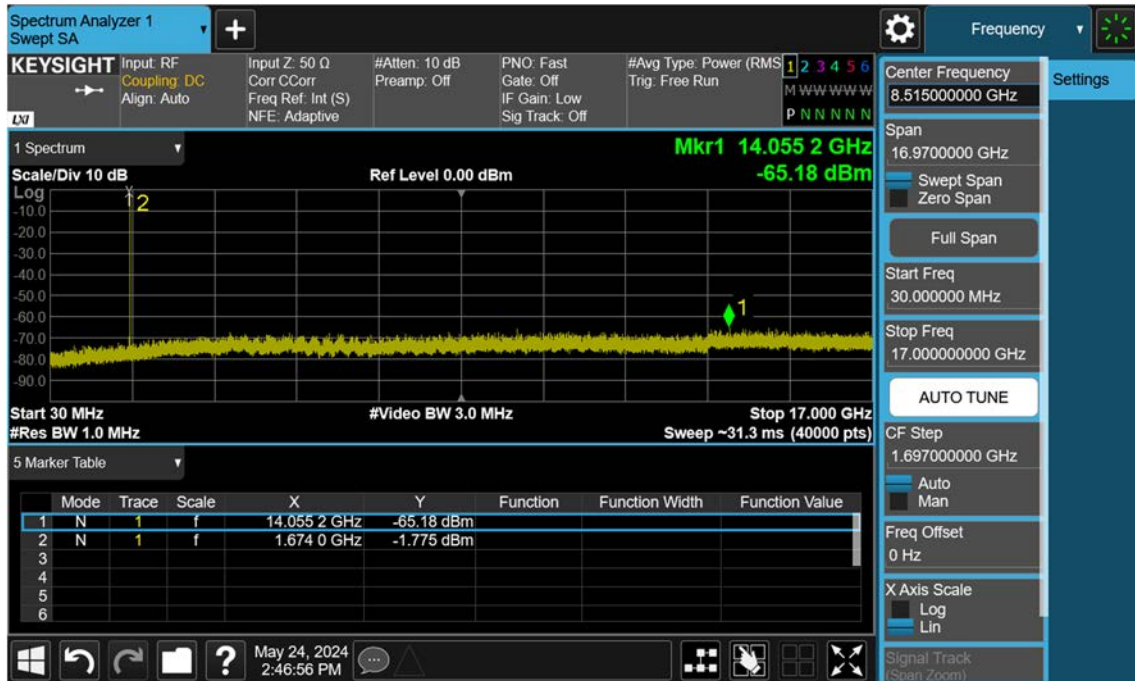 Spectrum Analyzer 1
Swept SA
+
Frequency
KEYSIGHT
LXI
Input: RF
Coupling: DC
Align: Auto
Input Z: 50 Ω
Corr CCorr
Freq Ref: Int (S)
NFE: Adaptive
#Atten: 10 dB
Preamp: Off
PNO: Fast
Gate: Off
IF Gain: Low
Sig Track: Off
#Avg Type: Power (RMS
Trig: Free Run
1 2 3 4 5 6
M W W W W W
P N N N N N
1 Spectrum
Mkr1 14.055 2 GHz
-65.18 dBm
Scale/Div 10 dB
Ref Level 0.00 dBm
Log
-10.0
-20.0
-30.0
-40.0
-50.0
-60.0
-70.0
-80.0
-90.0
2
1
Start 30 MHz
#Video BW 3.0 MHz
Stop 17.000 GHz
#Res BW 1.0 MHz
Sweep ~31.3 ms (40000 pts)
5 Marker Table
Mode Trace Scale X Y Function Function Width Function Value
1 N 1 f 14.055 2 GHz -65.18 dBm
2 N 1 f 1.674 0 GHz -1.775 dBm
3
4
5
6
May 24, 2024
2:46:56 PM
?
Center Frequency
8.515000000 GHz
Settings
Span
16.9700000 GHz
Swept Span
Zero Span
Full Span
Start Freq
30.000000 MHz
Stop Freq
17.000000000 GHz
AUTO TUNE
CF Step
1.697000000 GHz
Auto
Man
Freq Offset
0 Hz
X Axis Scale
Log
Lin
Signal Track
(Span Zoom)